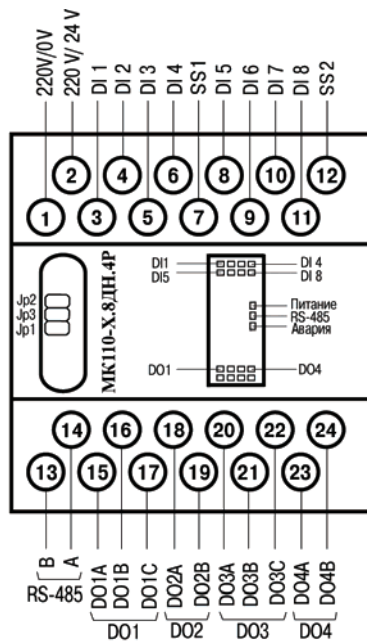 220V/0V
220 V/ 24 V
DI 1
DI 2
DI 3
DI 4
SS1
DI 5
DI 6
DI 7
DI 8
SS2
2
4
6
8
10
12
1
3
5
7
9
11
Jp2
Jp3
Jp1
МК110-Х.8ДН.4Р
DI1
DI5
DI 4
DI 8
Питание
RS-485
Авария
DO1
DO4
14
16
18
20
22
24
13
15
17
19
21
23
B
A
DO1A
DO1B
DO1C
DO2A
DO2B
DO3A
DO3B
DO3C
DO4A
DO4B
RS-485
DO1
DO2
DO3
DO4